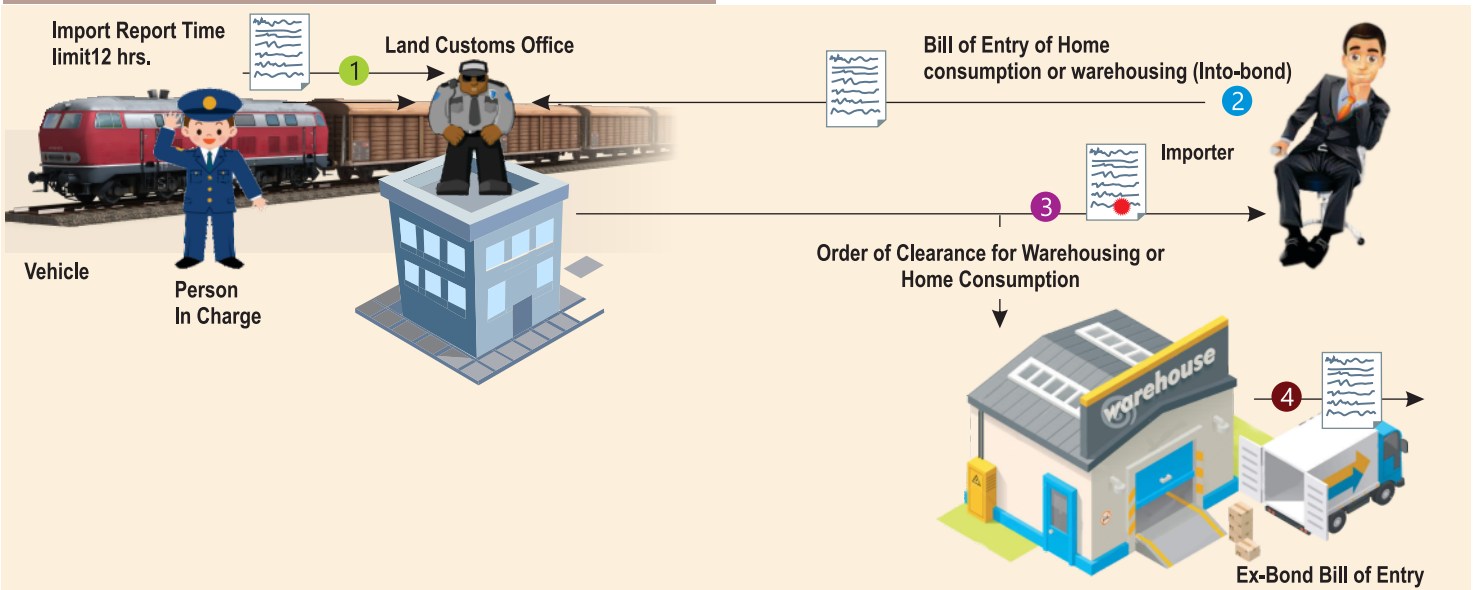 Import Report Time
limit12 hrs.
1
Land Customs Office
Bill of Entry of Home
consumption or warehousing (Into-bond)
2
Importer
3
Order of Clearance for Warehousing or
Home Consumption
Vehicle
Person
In Charge
warehouse
4
Ex-Bond Bill of Entry